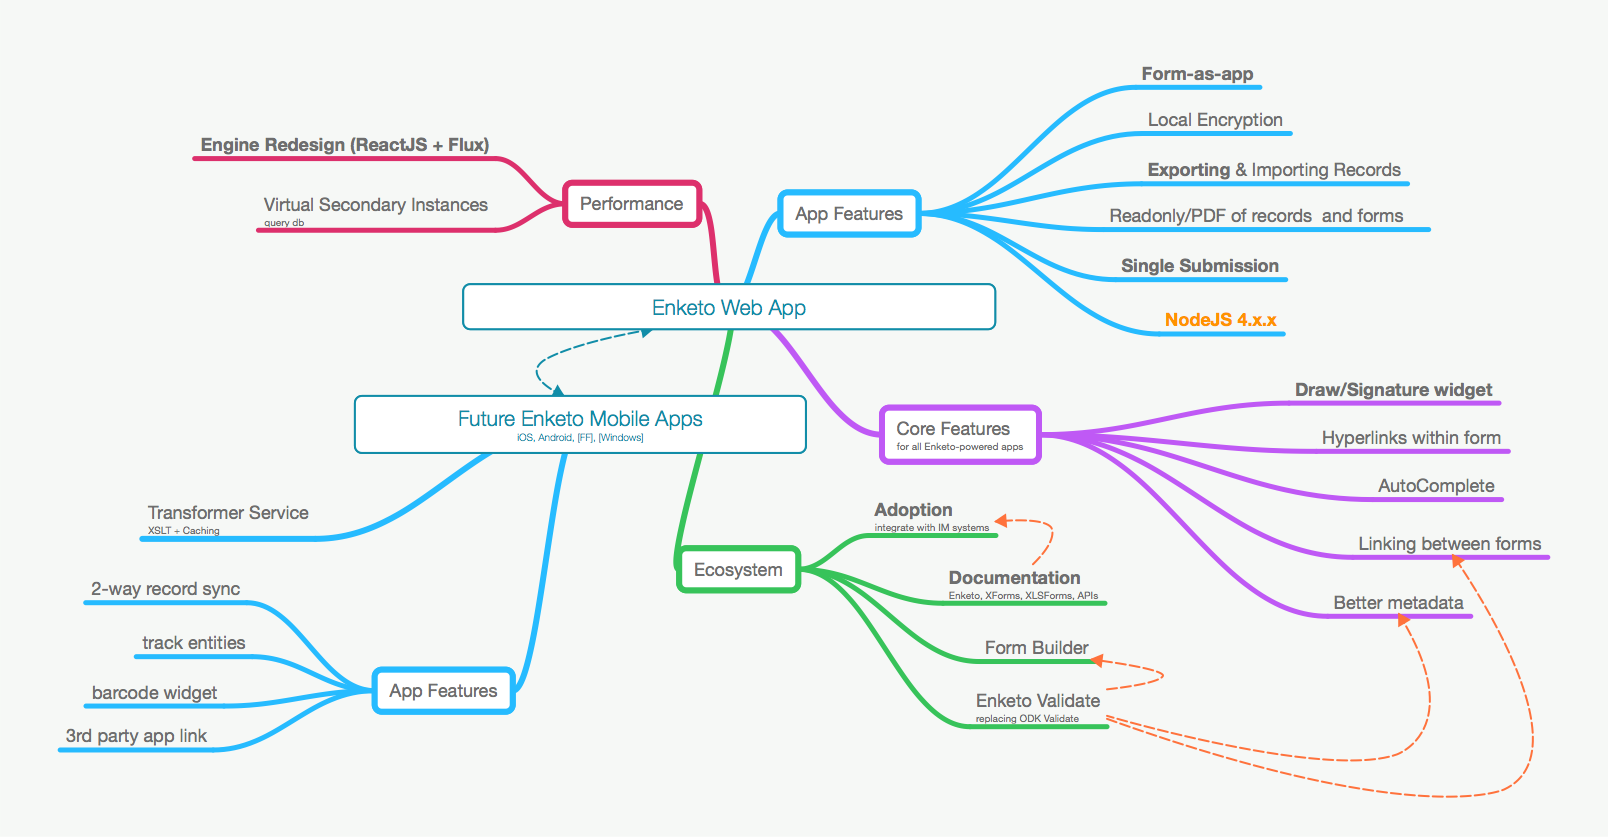 Engine Redesign (ReactJS + Flux)
Virtual Secondary Instances
query db
Performance
App Features
Form-as-app
Local Encryption
Exporting & Importing Records
Readonly/PDF of records and forms
Single Submission
NodeJS 4.x.x
Enketo Web App
Future Enketo Mobile Apps
iOS, Android, [FF], [Windows]
Core Features
for all Enketo-powered apps
Draw/Signature widget
Hyperlinks within form
AutoComplete
Linking between forms
Better metadata
Transformer Service
XSLT + Caching
2-way record sync
track entities
barcode widget
3rd party app link
App Features
Ecosystem
Adoption
integrate with IM systems
Documentation
Enketo, XForms, XLSForms, APIs
Form Builder
Enketo Validate
replacing ODK Validate